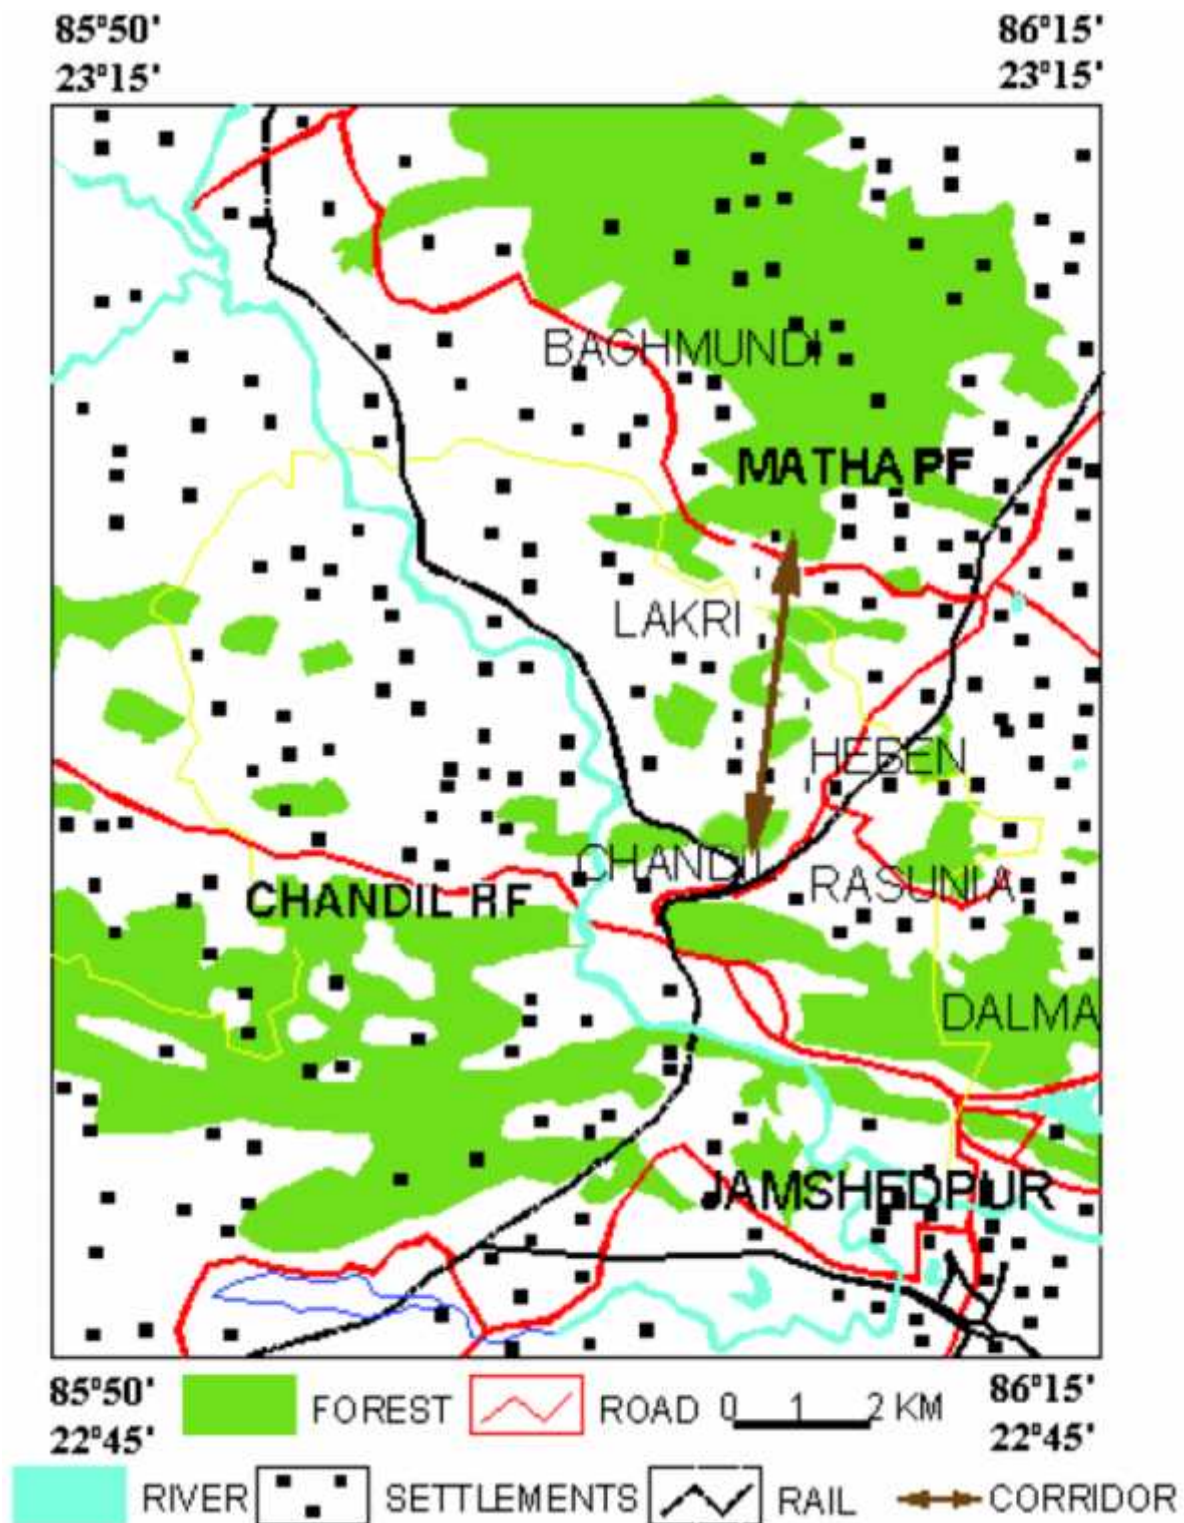 85°50' 86°15'
23°15' 23°15'
BAGHMUNDI
MATHA PF
LAKRI
HEBEN
CHANDIL
RASUNIA
CHANDIL RF
DALMA
JAMSHEDPUR
85°50' 86°15'
22°45' 22°45'
FOREST ROAD 0 1 2 KM
RIVER SETTLEMENTS RAIL CORRIDOR